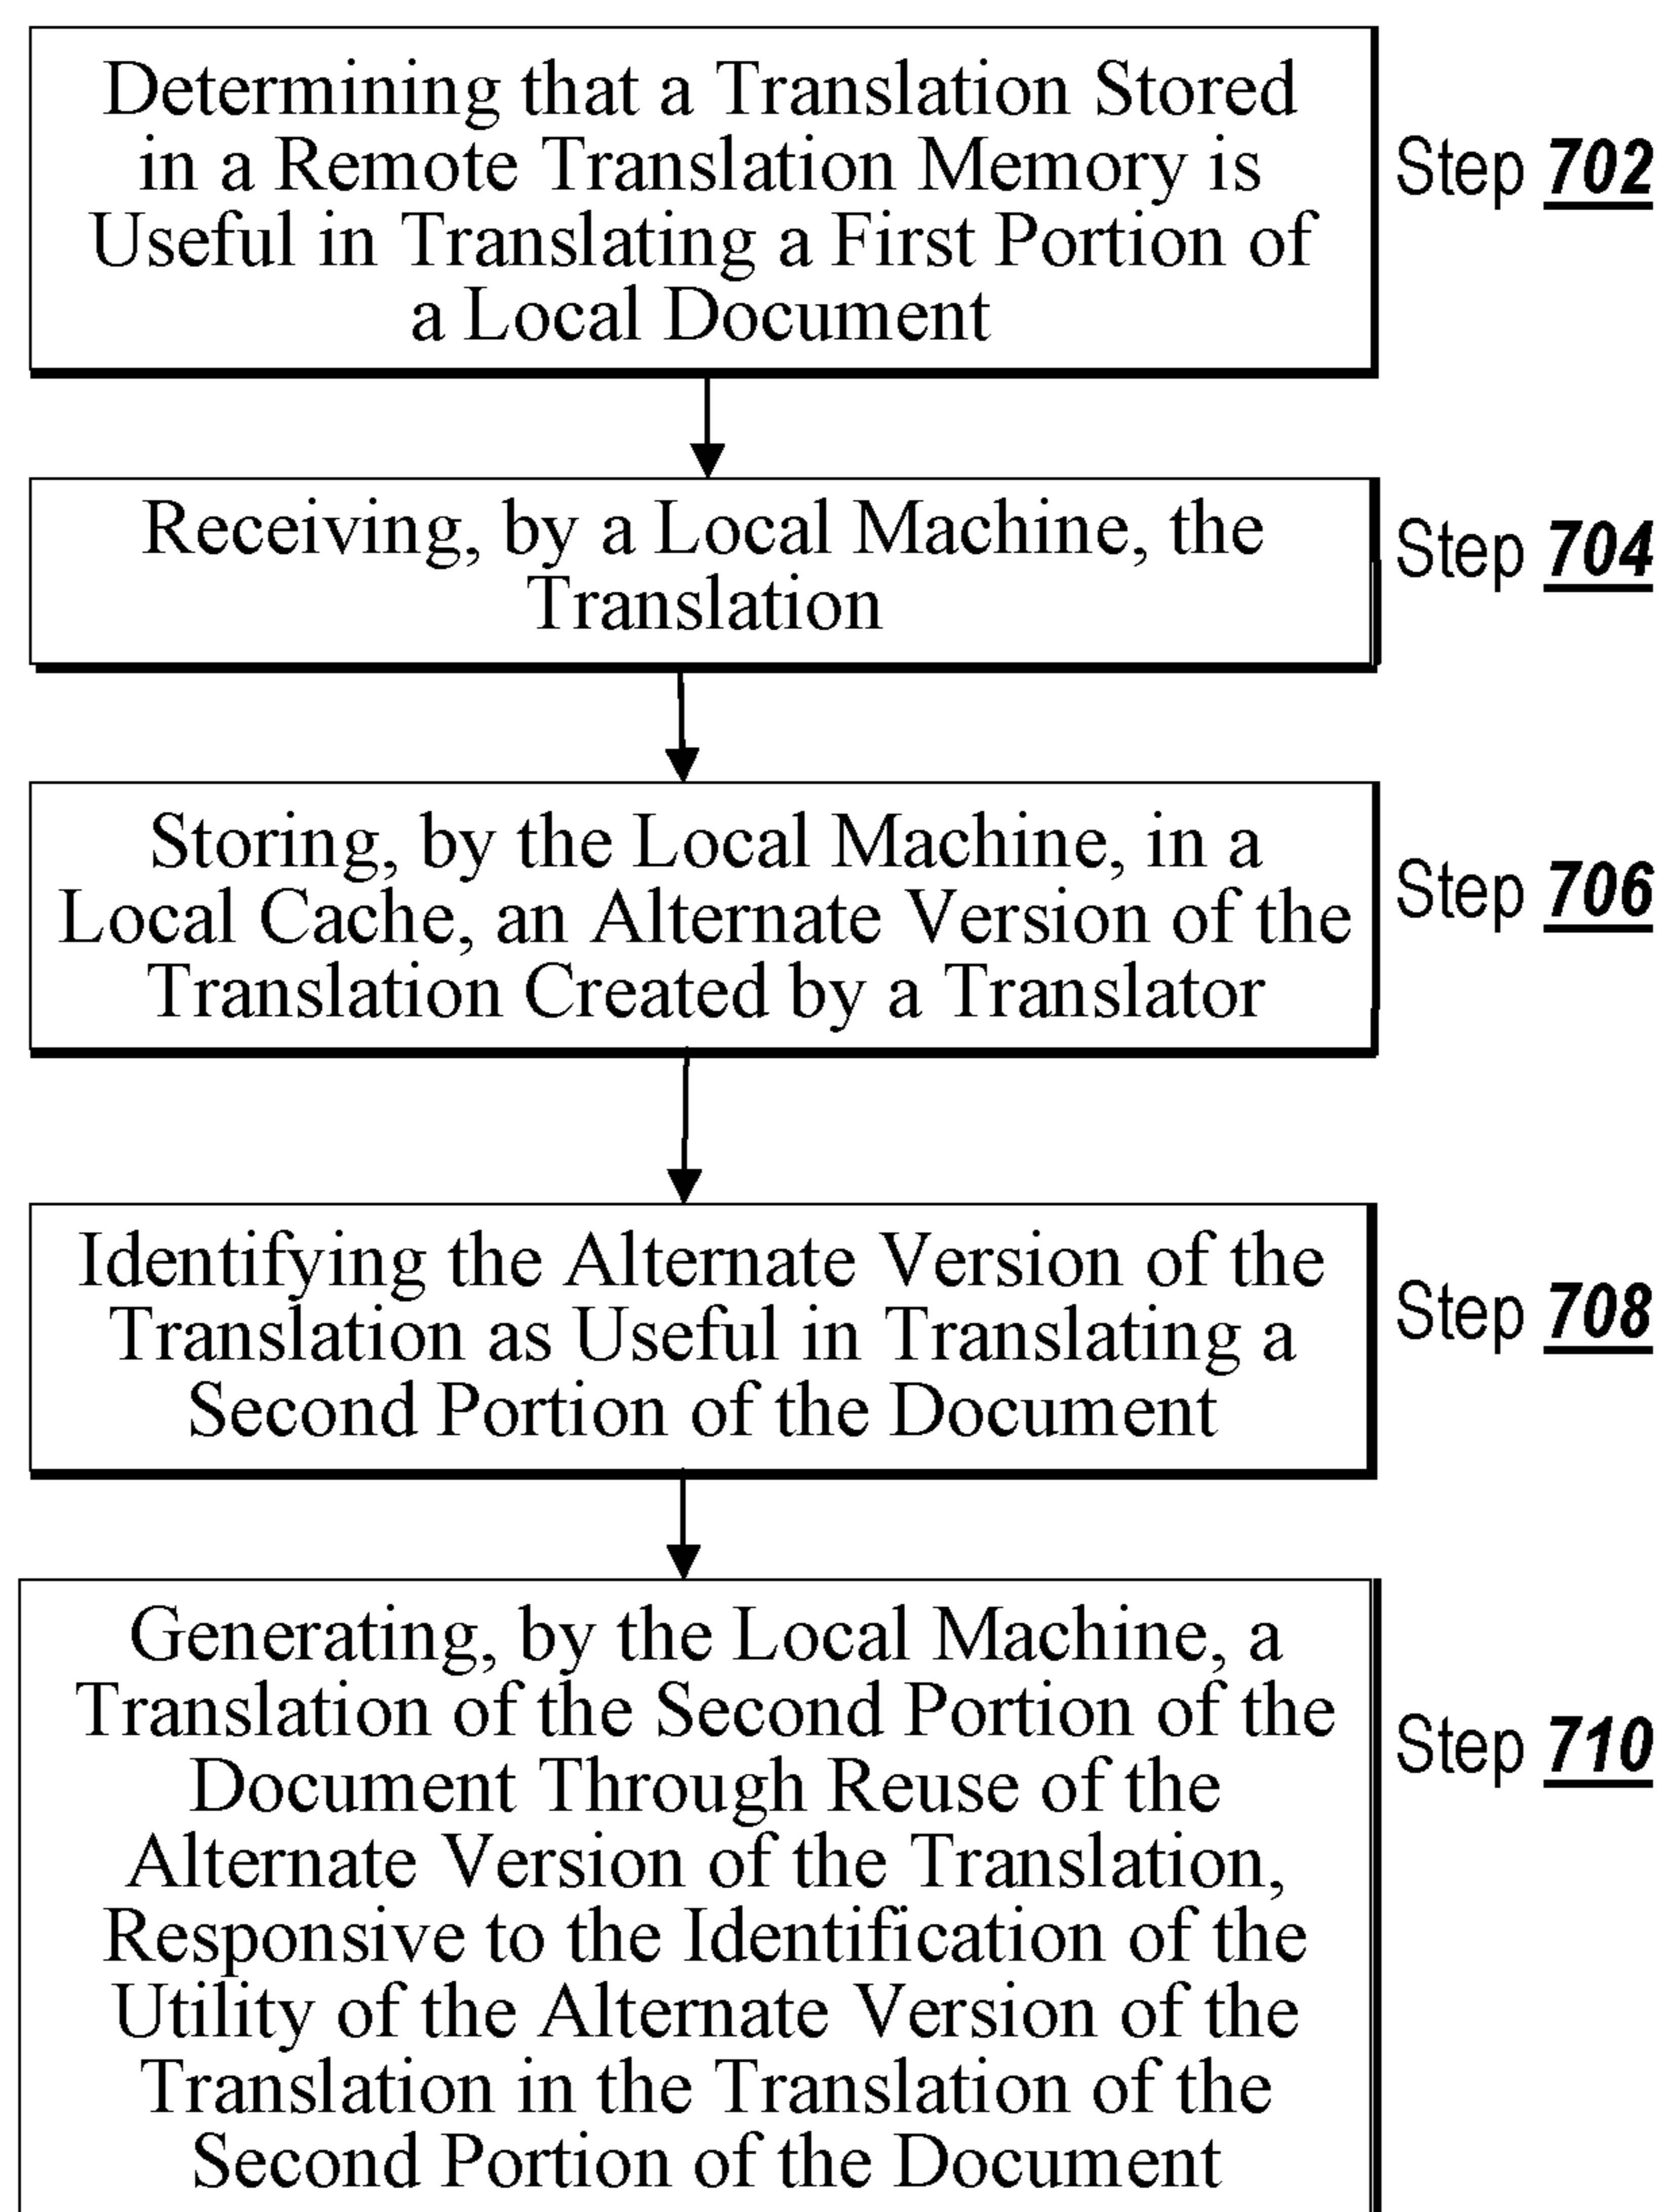 Determining that a Translation Stored
in a Remote Translation Memory is
Useful in Translating a First Portion of
a Local Document
Step 702
Receiving, by a Local Machine, the
Translation
Step 704
Storing, by the Local Machine, in a
Local Cache, an Alternate Version of the
Translation Created by a Translator
Step 706
Identifying the Alternate Version of the
Translation as Useful in Translating a
Second Portion of the Document
Step 708
Generating, by the Local Machine, a
Translation of the Second Portion of the
Document Through Reuse of the
Alternate Version of the Translation,
Responsive to the Identification of the
Utility of the Alternate Version of the
Translation in the Translation of the
Second Portion of the Document
Step 710